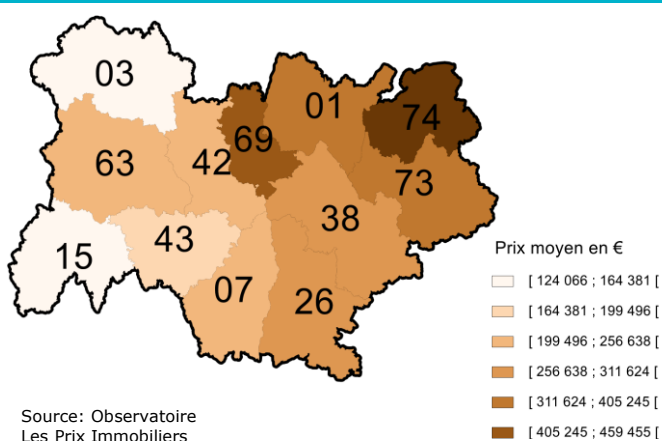 03
01
74
69
63
42
73
38
43
15
07
26
Prix moyen en €
[ 124 066 ; 164 381 [
[ 164 381 ; 199 496 [
[ 199 496 ; 256 638 [
[ 256 638 ; 311 624 [
[ 311 624 ; 405 245 [
[ 405 245 ; 459 455 [
Source: Observatoire
Les Prix Immobiliers